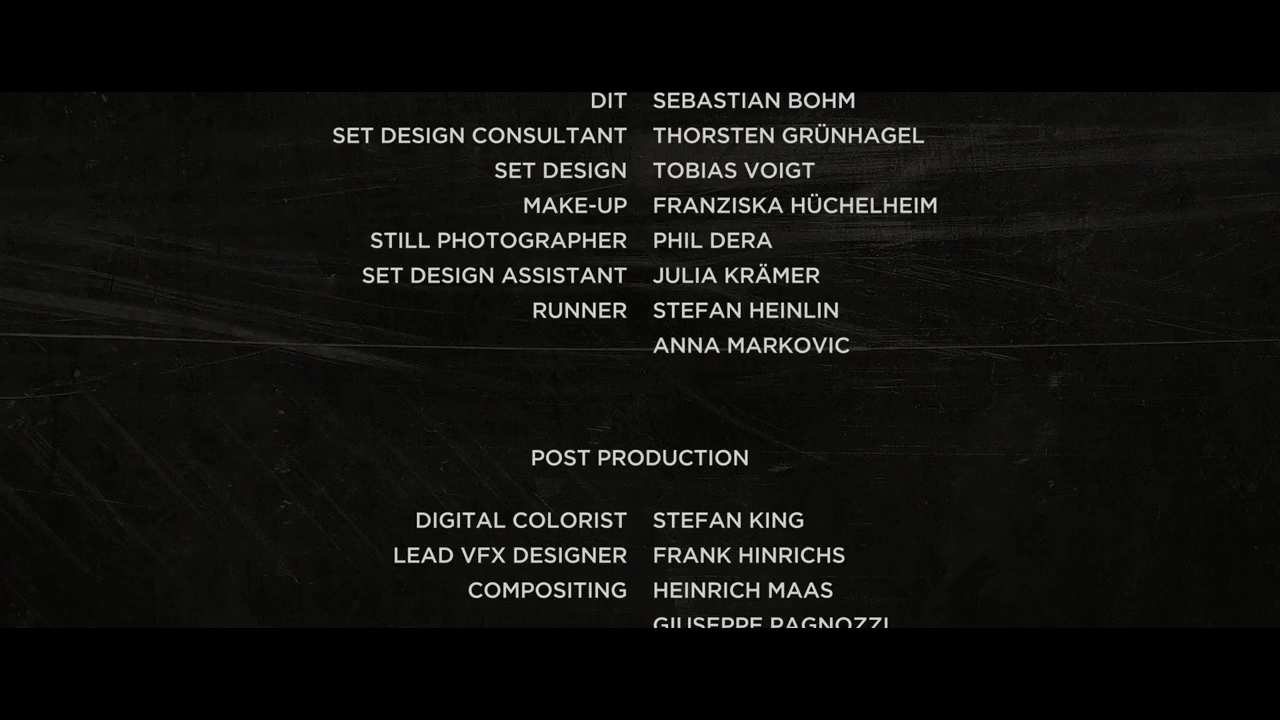 DIT SEBASTIAN BOHM
SET DESIGN CONSULTANT THORSTEN GRÜNHAGEL
SET DESIGN TOBIAS VOIGT
MAKE-UP FRANZISKA HÜCHELHEIM
STILL PHOTOGRAPHER PHIL DERA
SET DESIGN ASSISTANT JULIA KRÄMER
RUNNER STEFAN HEINLIN
ANNA MARKOVIC
POST PRODUCTION
DIGITAL COLORIST STEFAN KING
LEAD VFX DESIGNER FRANK HINRICHS
COMPOSITING HEINRICH MAAS
GIUSEPPE PAGNOZZI